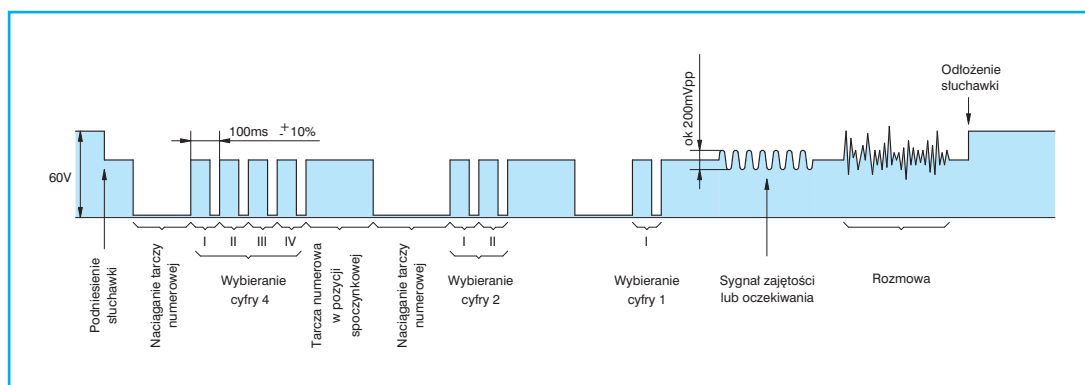 60V
Podniesienie
słuchawki
Naciąganie tarczy
numerowej
100ms +- 10%
I
II
III
IV
Wybieranie
cyfry 4
Tarcza numerowa
w pozycji
spoczynkowej
Naciąganie tarczy
numerowej
I
II
Wybieranie
cyfry 2
I
Wybieranie
cyfry 1
ok 200mVpp
Sygnał zajętości
lub oczekiwania
Rozmowa
Odłożenie
słuchawki